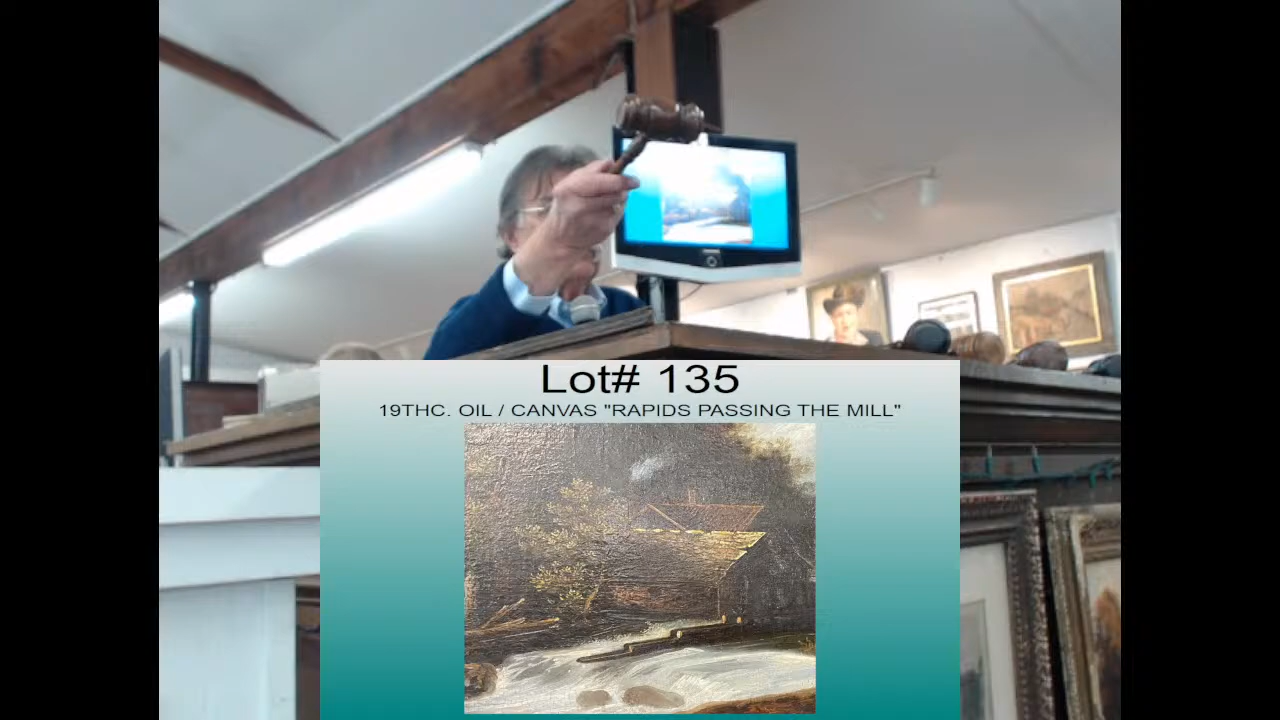 Lot# 135
19THC. OIL / CANVAS "RAPIDS PASSING THE MILL"